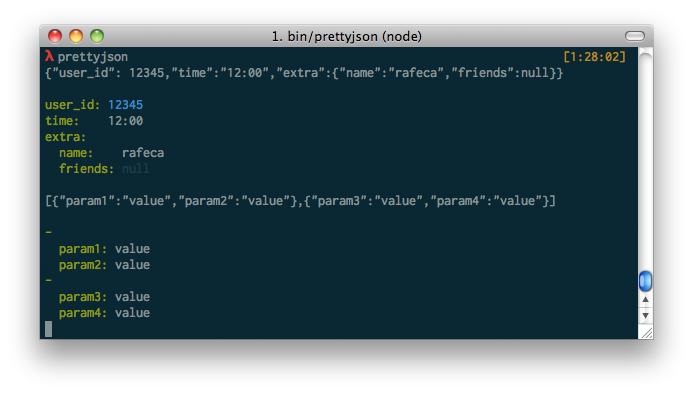 1. bin/prettyjson (node)
λ prettyjson [1:28:02]
{"user_id": 12345,"time":"12:00","extra":{"name":"rafeca","friends":null}}
user_id: 12345
time:    12:00
extra:
  name:    rafeca
  friends: null
[{"param1":"value","param2":"value"},{"param3":"value","param4":"value"}]
-
  param1: value
  param2: value
-
  param3: value
  param4: value